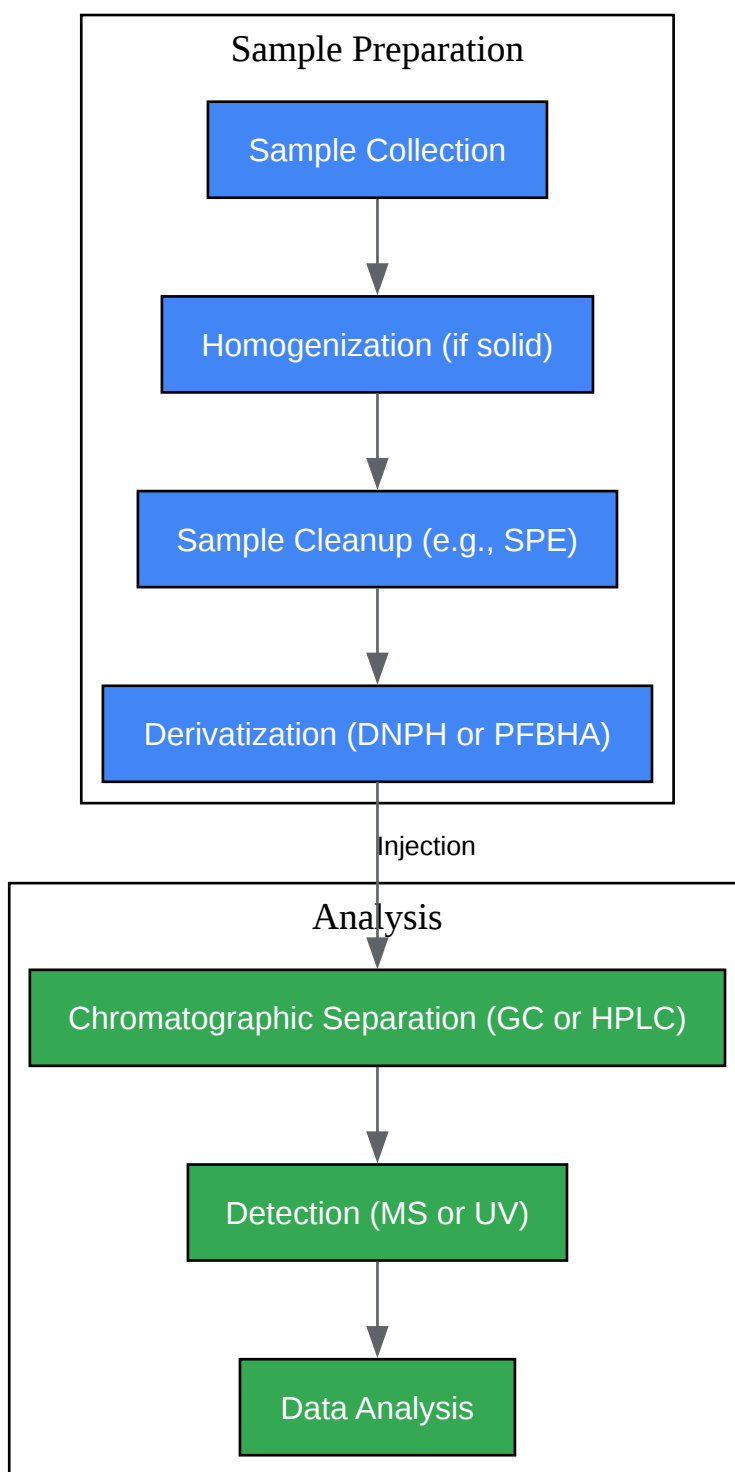 Sample Preparation
Sample Collection
Homogenization (if solid)
Sample Cleanup (e.g., SPE)
Derivatization (DNPH or PFBHA)
Injection
Analysis
Chromatographic Separation (GC or HPLC)
Detection (MS or UV)
Data Analysis